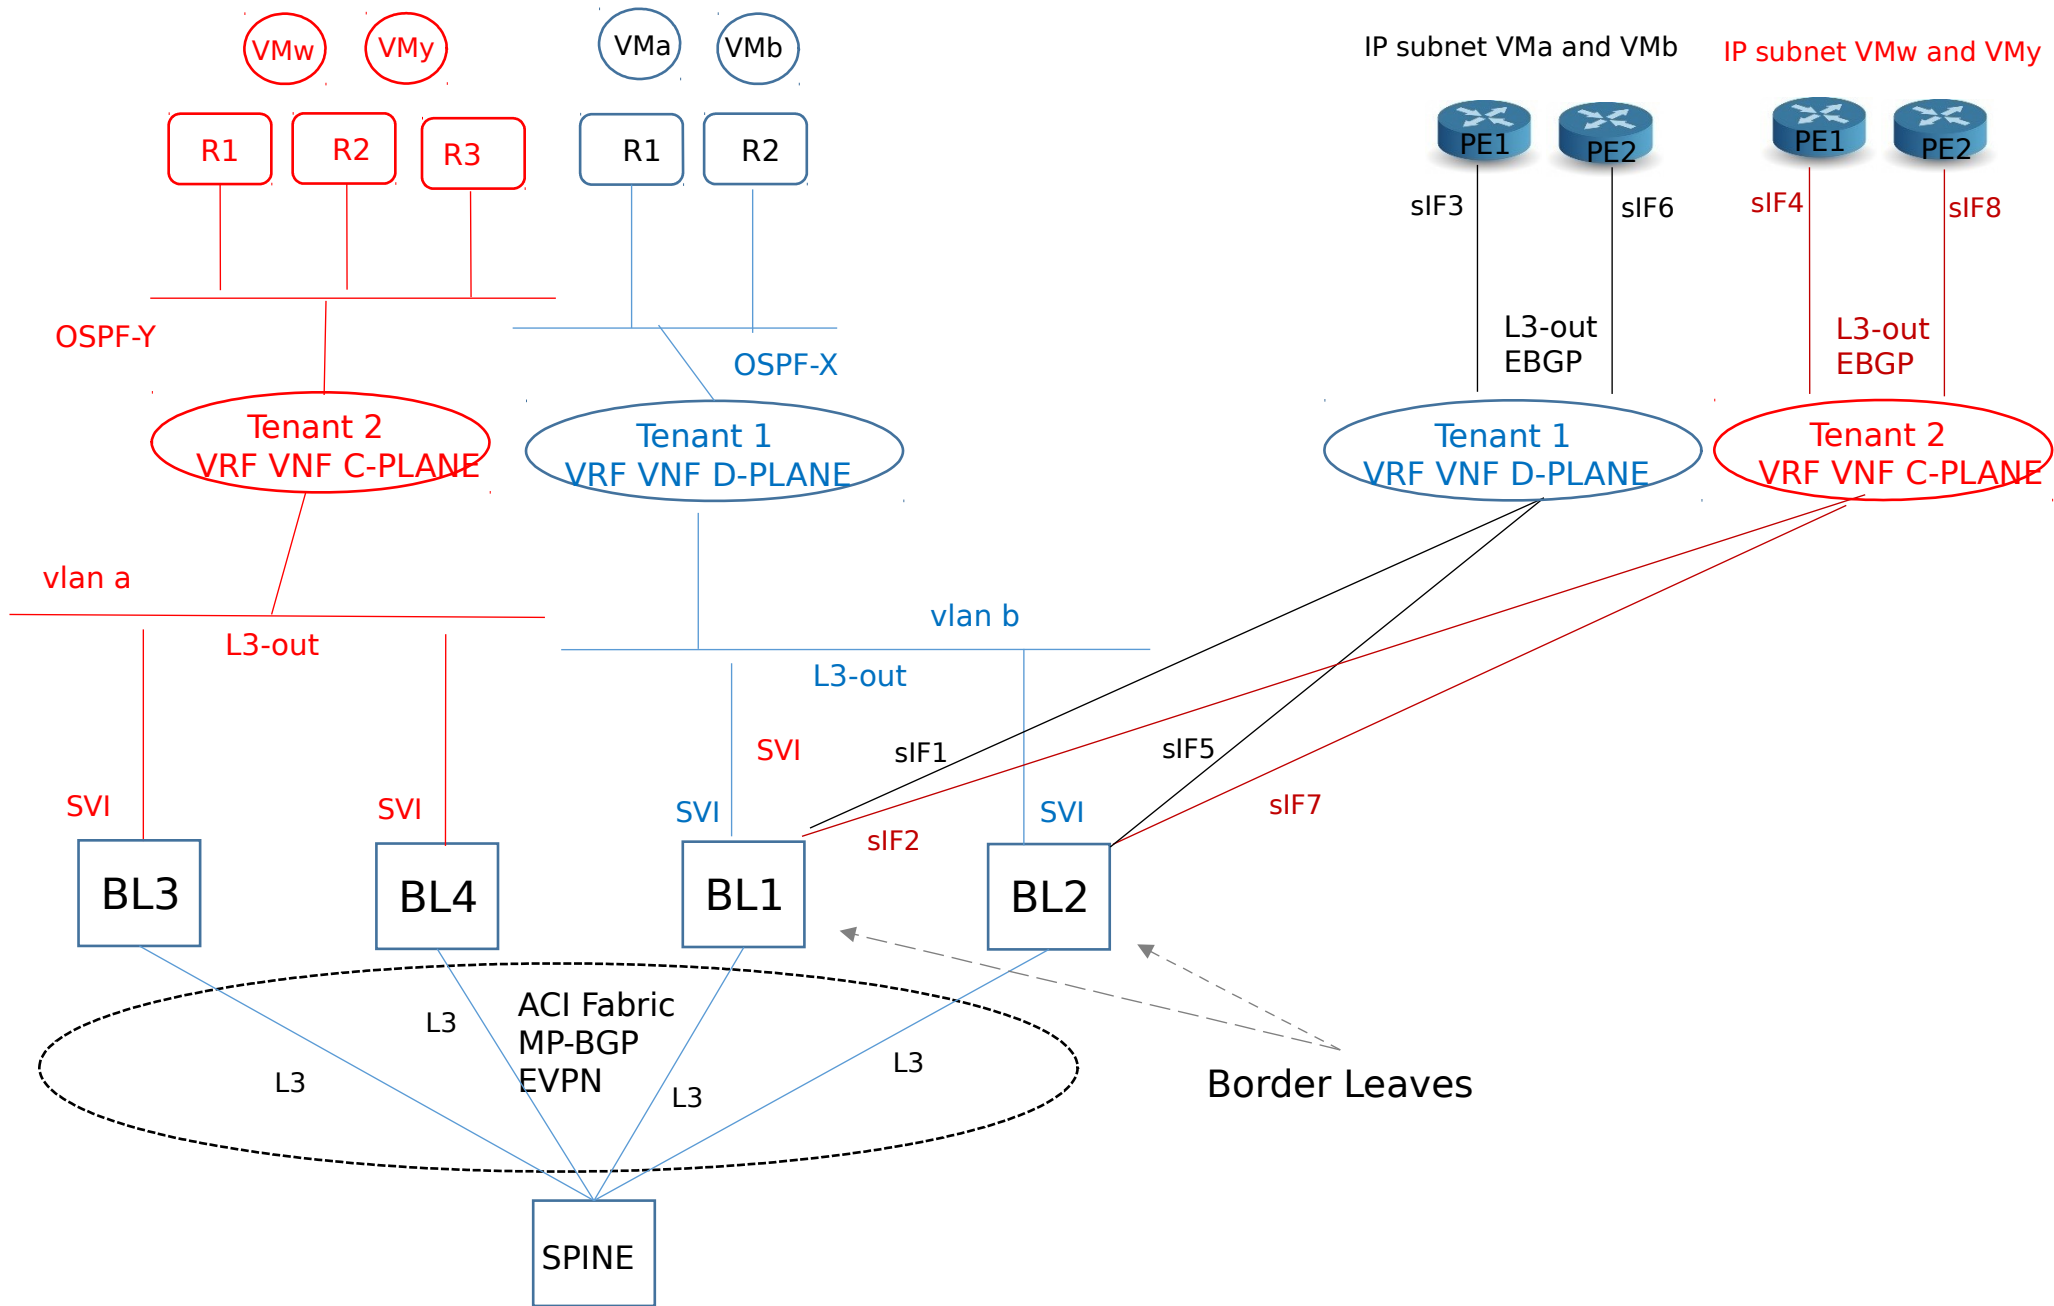 VMw
VMy
VMa
VMb
IP subnet VMa and VMb
IP subnet VMw and VMy
R1
R2
R3
R1
R2
PE1
PE2
PE1
PE2
sIF3
sIF6
sIF4
sIF8
OSPF-Y
OSPF-X
L3-out
EBGP
L3-out
EBGP
Tenant 2
VRF VNF C-PLANE
Tenant 1
VRF VNF D-PLANE
Tenant 1
VRF VNF D-PLANE
Tenant 2
VRF VNF C-PLANE
vlan a
L3-out
vlan b
L3-out
SVI
sIF1
sIF5
SVI
SVI
SVI
SVI
sIF7
sIF2
BL3
BL4
BL1
BL2
ACI Fabric
MP-BGP
EVPN
L3
L3
L3
L3
Border Leaves
SPINE